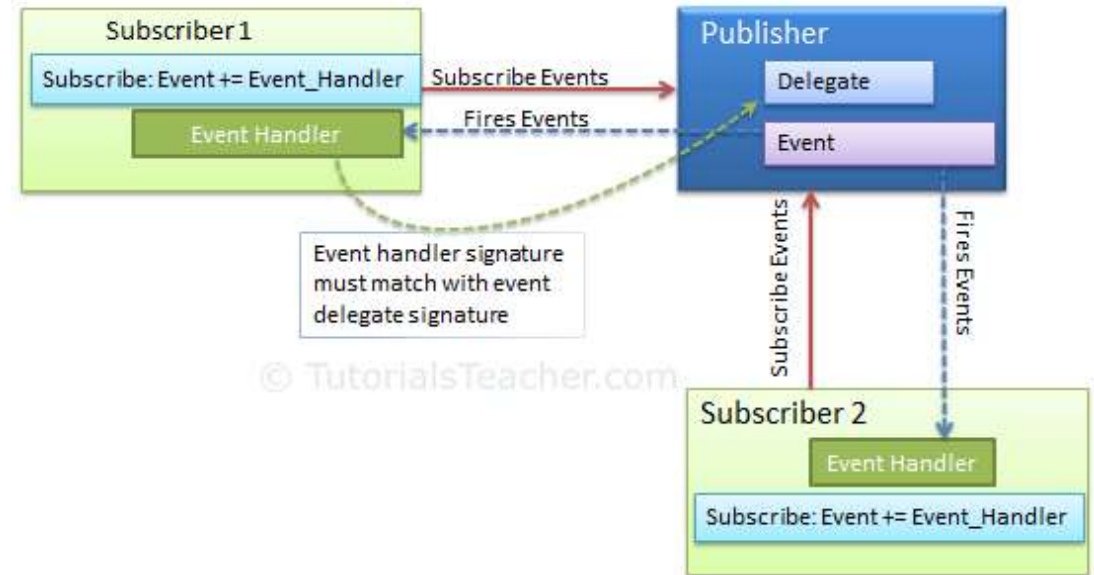 Subscriber 1
Subscribe: Event += Event_Handler
Event Handler
Subscribe Events
Fires Events
Publisher
Delegate
Event
Event handler signature
must match with event
delegate signature
Subscribe Events
Fires Events
© TutorialsTeacher.com
Subscriber 2
Event Handler
Subscribe: Event += Event_Handler